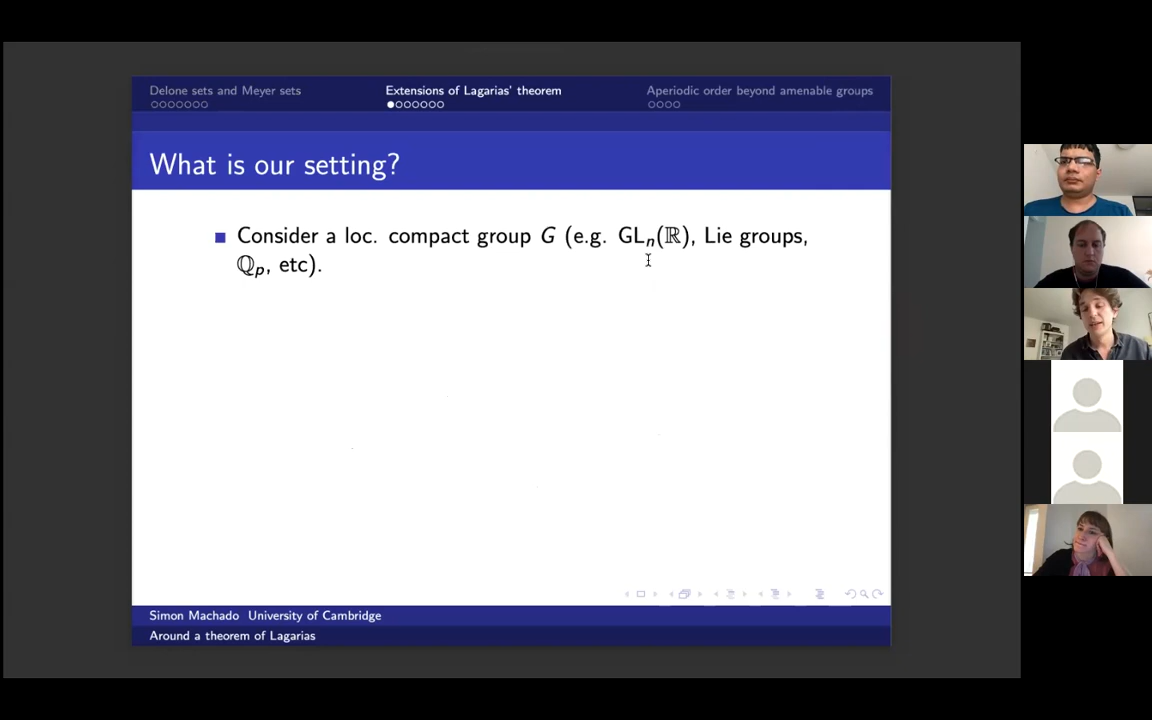 Delone sets and Meyer sets
Extensions of Lagarias' theorem
Aperiodic order beyond amenable groups
What is our setting?
Consider a loc. compact group G (e.g. GLₙ(ℝ), Lie groups,
ℚₚ, etc).
Simon Machado University of Cambridge
Around a theorem of Lagarias